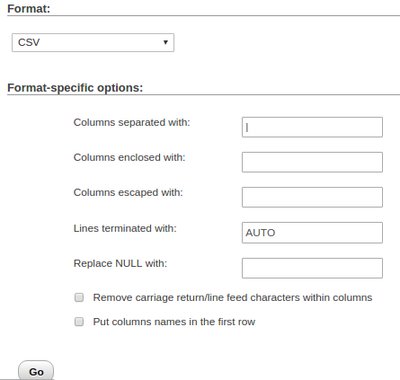 Format:
CSV
Format-specific options:
Columns separated with:
|
Columns enclosed with:
Columns escaped with:
Lines terminated with:
AUTO
Replace NULL with:
Remove carriage return/line feed characters within columns
Put columns names in the first row
Go